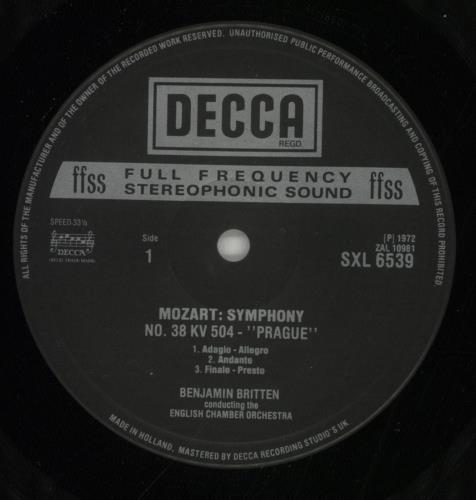 ALL RIGHTS OF THE MANUFACTURER AND OF THE OWNER OF THE RECORDED WORK RESERVED. UNAUTHORISED PUBLIC PERFORMANCE BROADCASTING AND COPYING OF THIS RECORD PROHIBITED
DECCA
REGD.
ffss FULL FREQUENCY ffss
STEREOPHONIC SOUND
SPEED 33⅓
DECCA
Side
1
(P) 1972
ZAL 10981
SXL 6539
MOZART: SYMPHONY
NO. 38 KV 504 - ''PRAGUE''
1. Adagio - Allegro
2. Andante
3. Finale - Presto
BENJAMIN BRITTEN
conducting the
ENGLISH CHAMBER ORCHESTRA
MADE IN HOLLAND, MASTERED BY DECCA RECORDING STUDIO'S UK